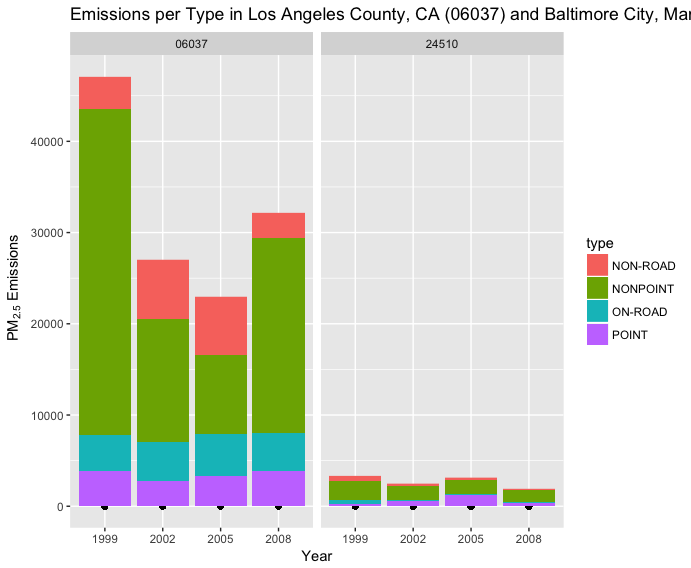 Emissions per Type in Los Angeles County, CA (06037) and Baltimore City, Mar
06037
24510
40000
30000
20000
10000
0
PM2.5 Emissions
1999 2002 2005 2008
1999 2002 2005 2008
Year
type
NON-ROAD
NONPOINT
ON-ROAD
POINT